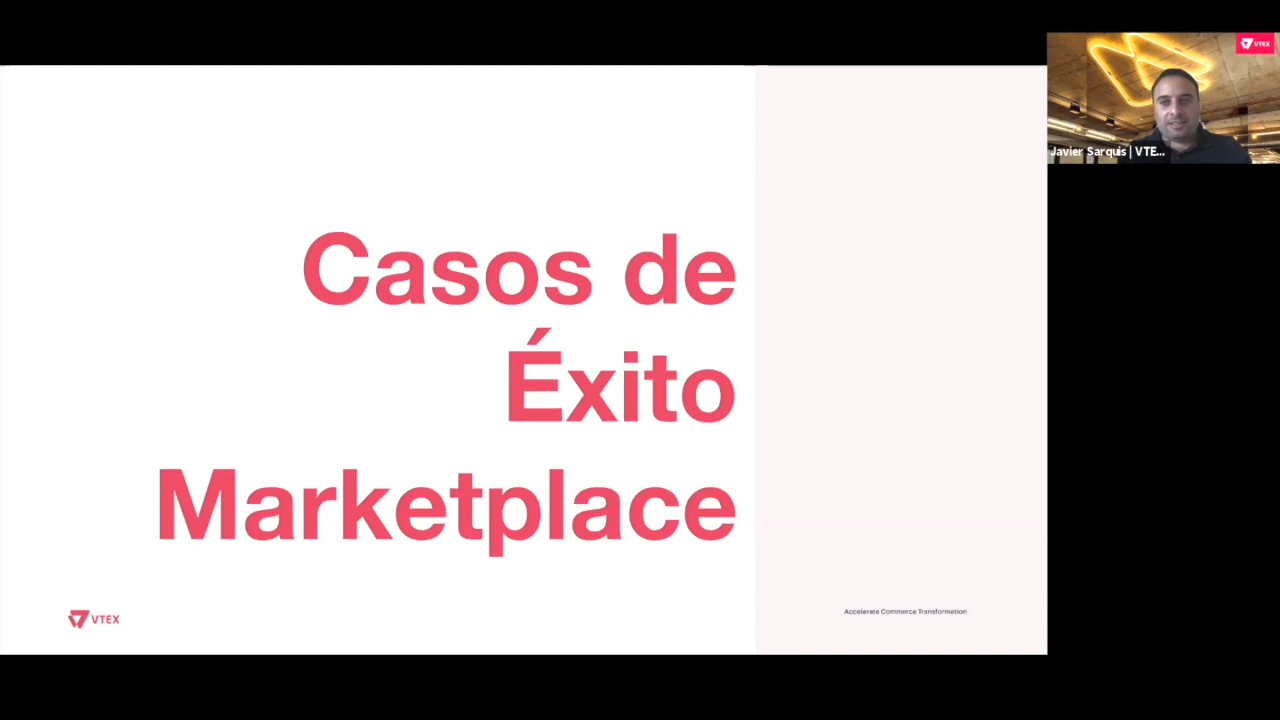 Casos de
Éxito
Marketplace
VTEX
Accelerate Commerce Transformation
VTEX
Javier Sarquis | VTE...